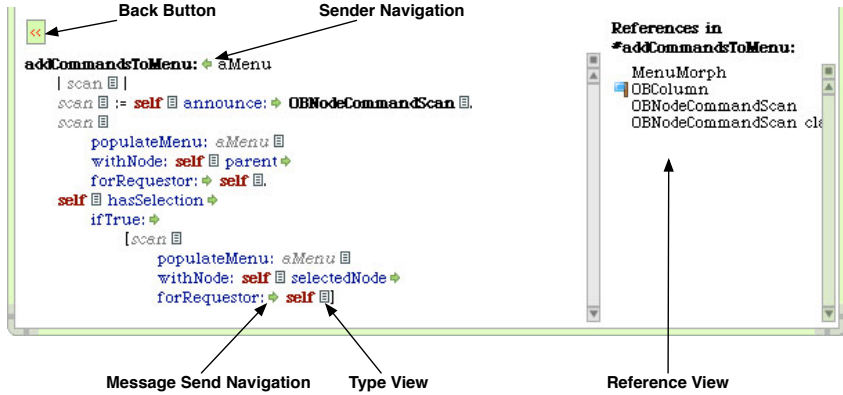 Back Button
Sender Navigation
<<
addCommandsToMenu: aMenu
| scan |
scan := self announce: OBNodeCommandScan .
scan
populateMenu: aMenu
withNode: self parent
forRequestor: self .
self hasSelection
ifTrue:
[scan
populateMenu: aMenu
withNode: self selectedNode
forRequestor: self ]
References in
#addCommandsToMenu:
MenuMorph
OBColumn
OBNodeCommandScan
OBNodeCommandScan cla
Message Send Navigation
Type View
Reference View